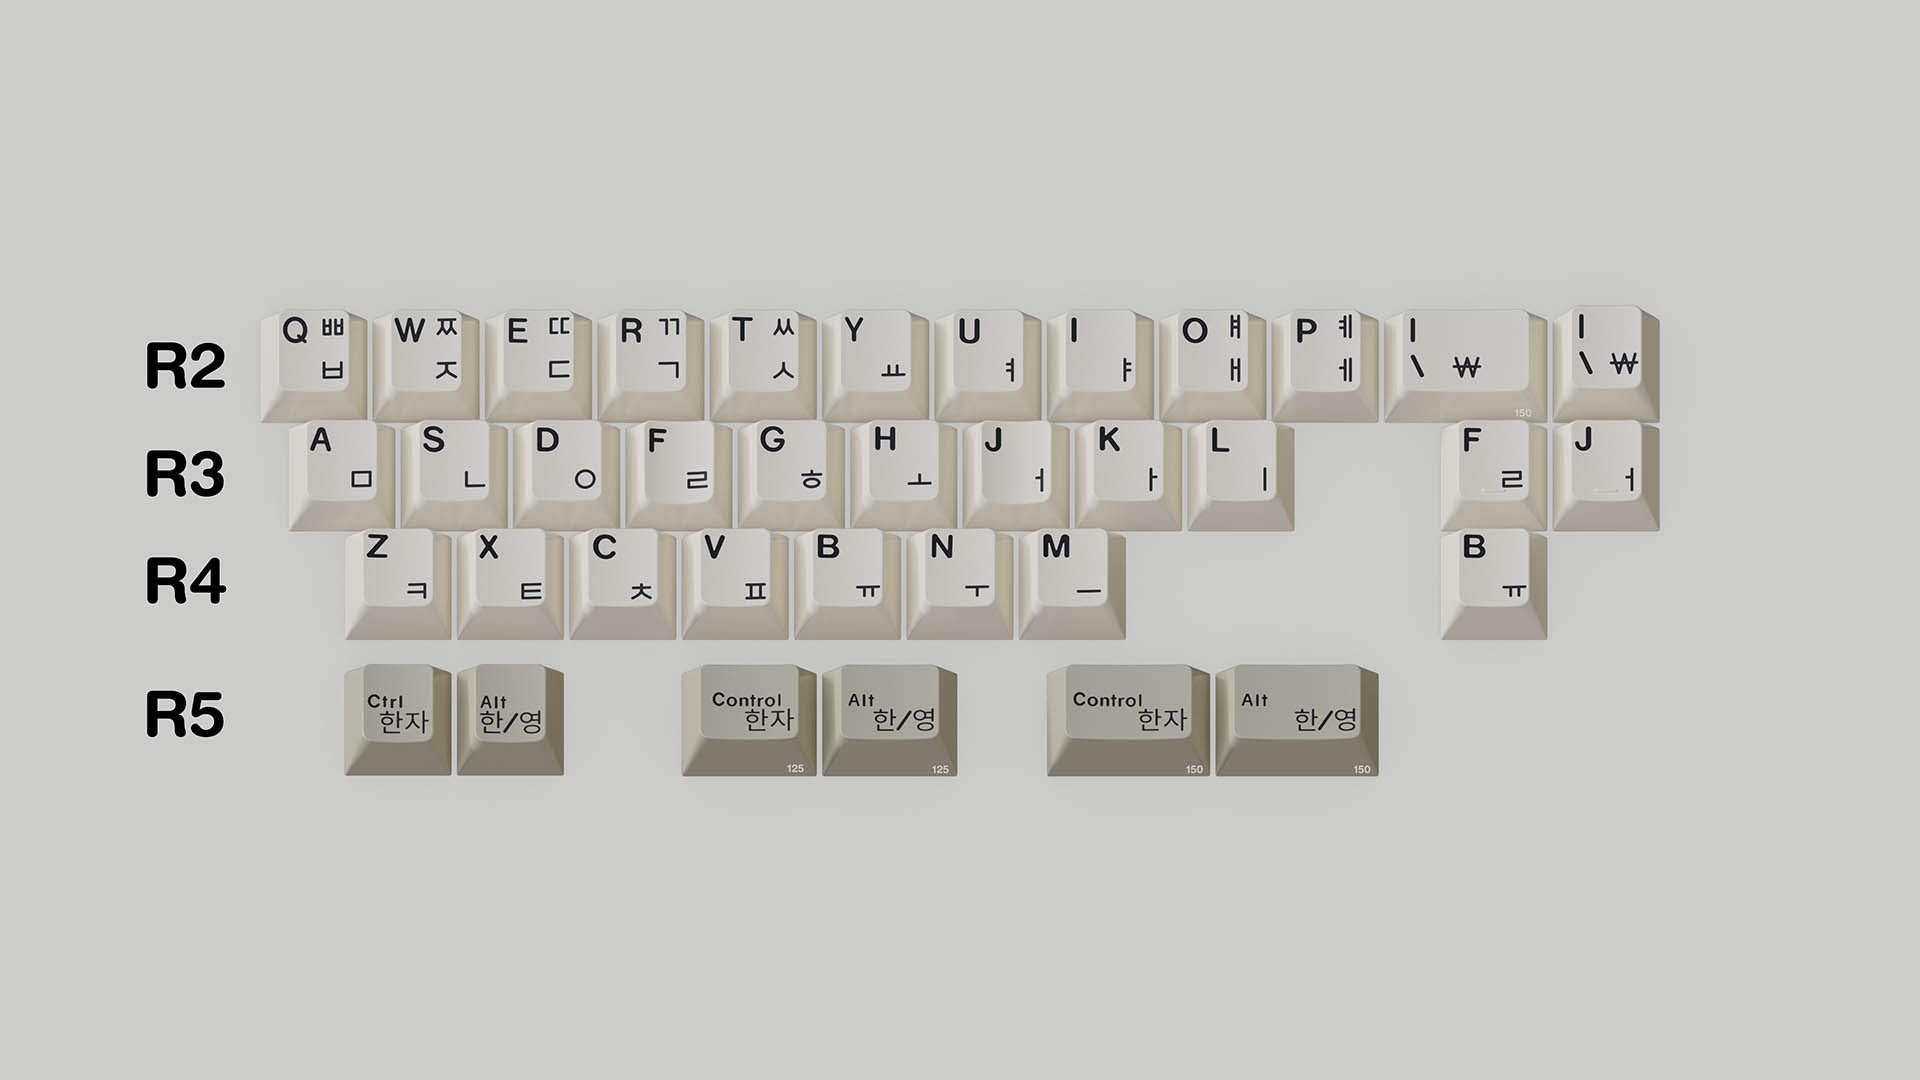 R2
Q ㅃ W ㅉ E ㄸ R ㄲ T ㅆ Y U I O ㅒ P ㅖ | |
ㅂ ㅈ ㄷ ㄱ ㅅ ㅛ ㅕ ㅑ ㅐ ㅔ \ ₩ \ ₩
150
R3
A S D F G H J K L F J
ㅁ ㄴ ㅇ ㄹ ㅎ ㅗ ㅓ ㅏ ㅣ ㄹ ㅓ
R4
Z X C V B N M B
ㅋ ㅌ ㅊ ㅍ ㅠ ㅜ ㅡ ㅠ
R5
Ctrl Alt Control Alt Control Alt
한자 한/영 한자 한/영 한자 한/영
125 125 150 150